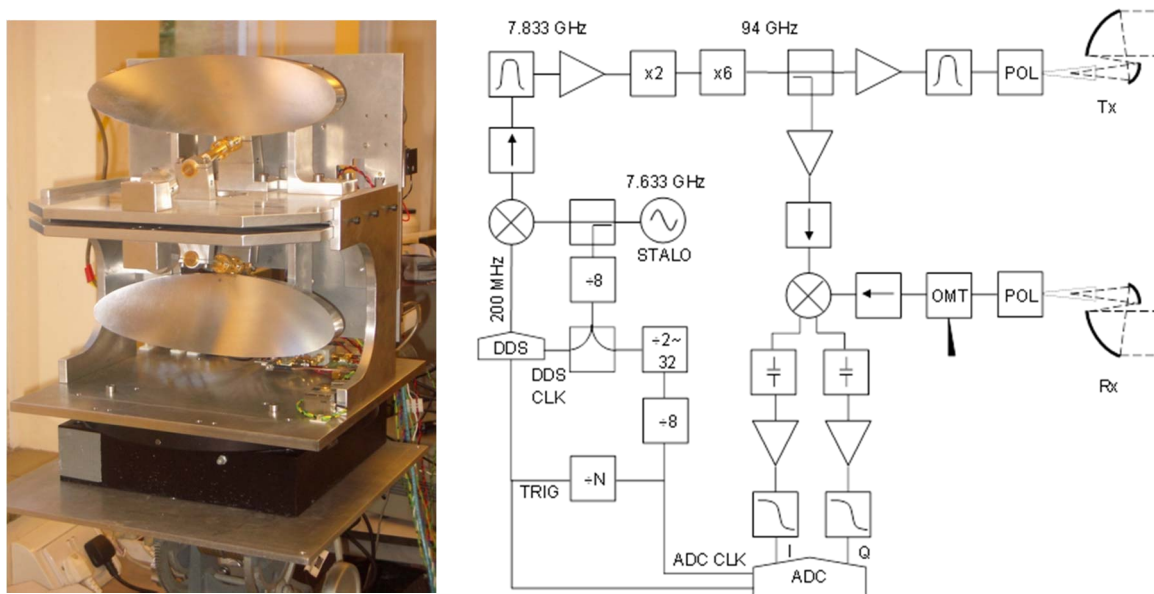 7.833 GHz
94 GHz
x2
x6
POL
Tx
7.633 GHz
STALO
÷8
200 MHz
DDS
DDS
CLK
÷2~
32
÷8
OMT
POL
Rx
TRIG
÷N
I
Q
ADC CLK
ADC